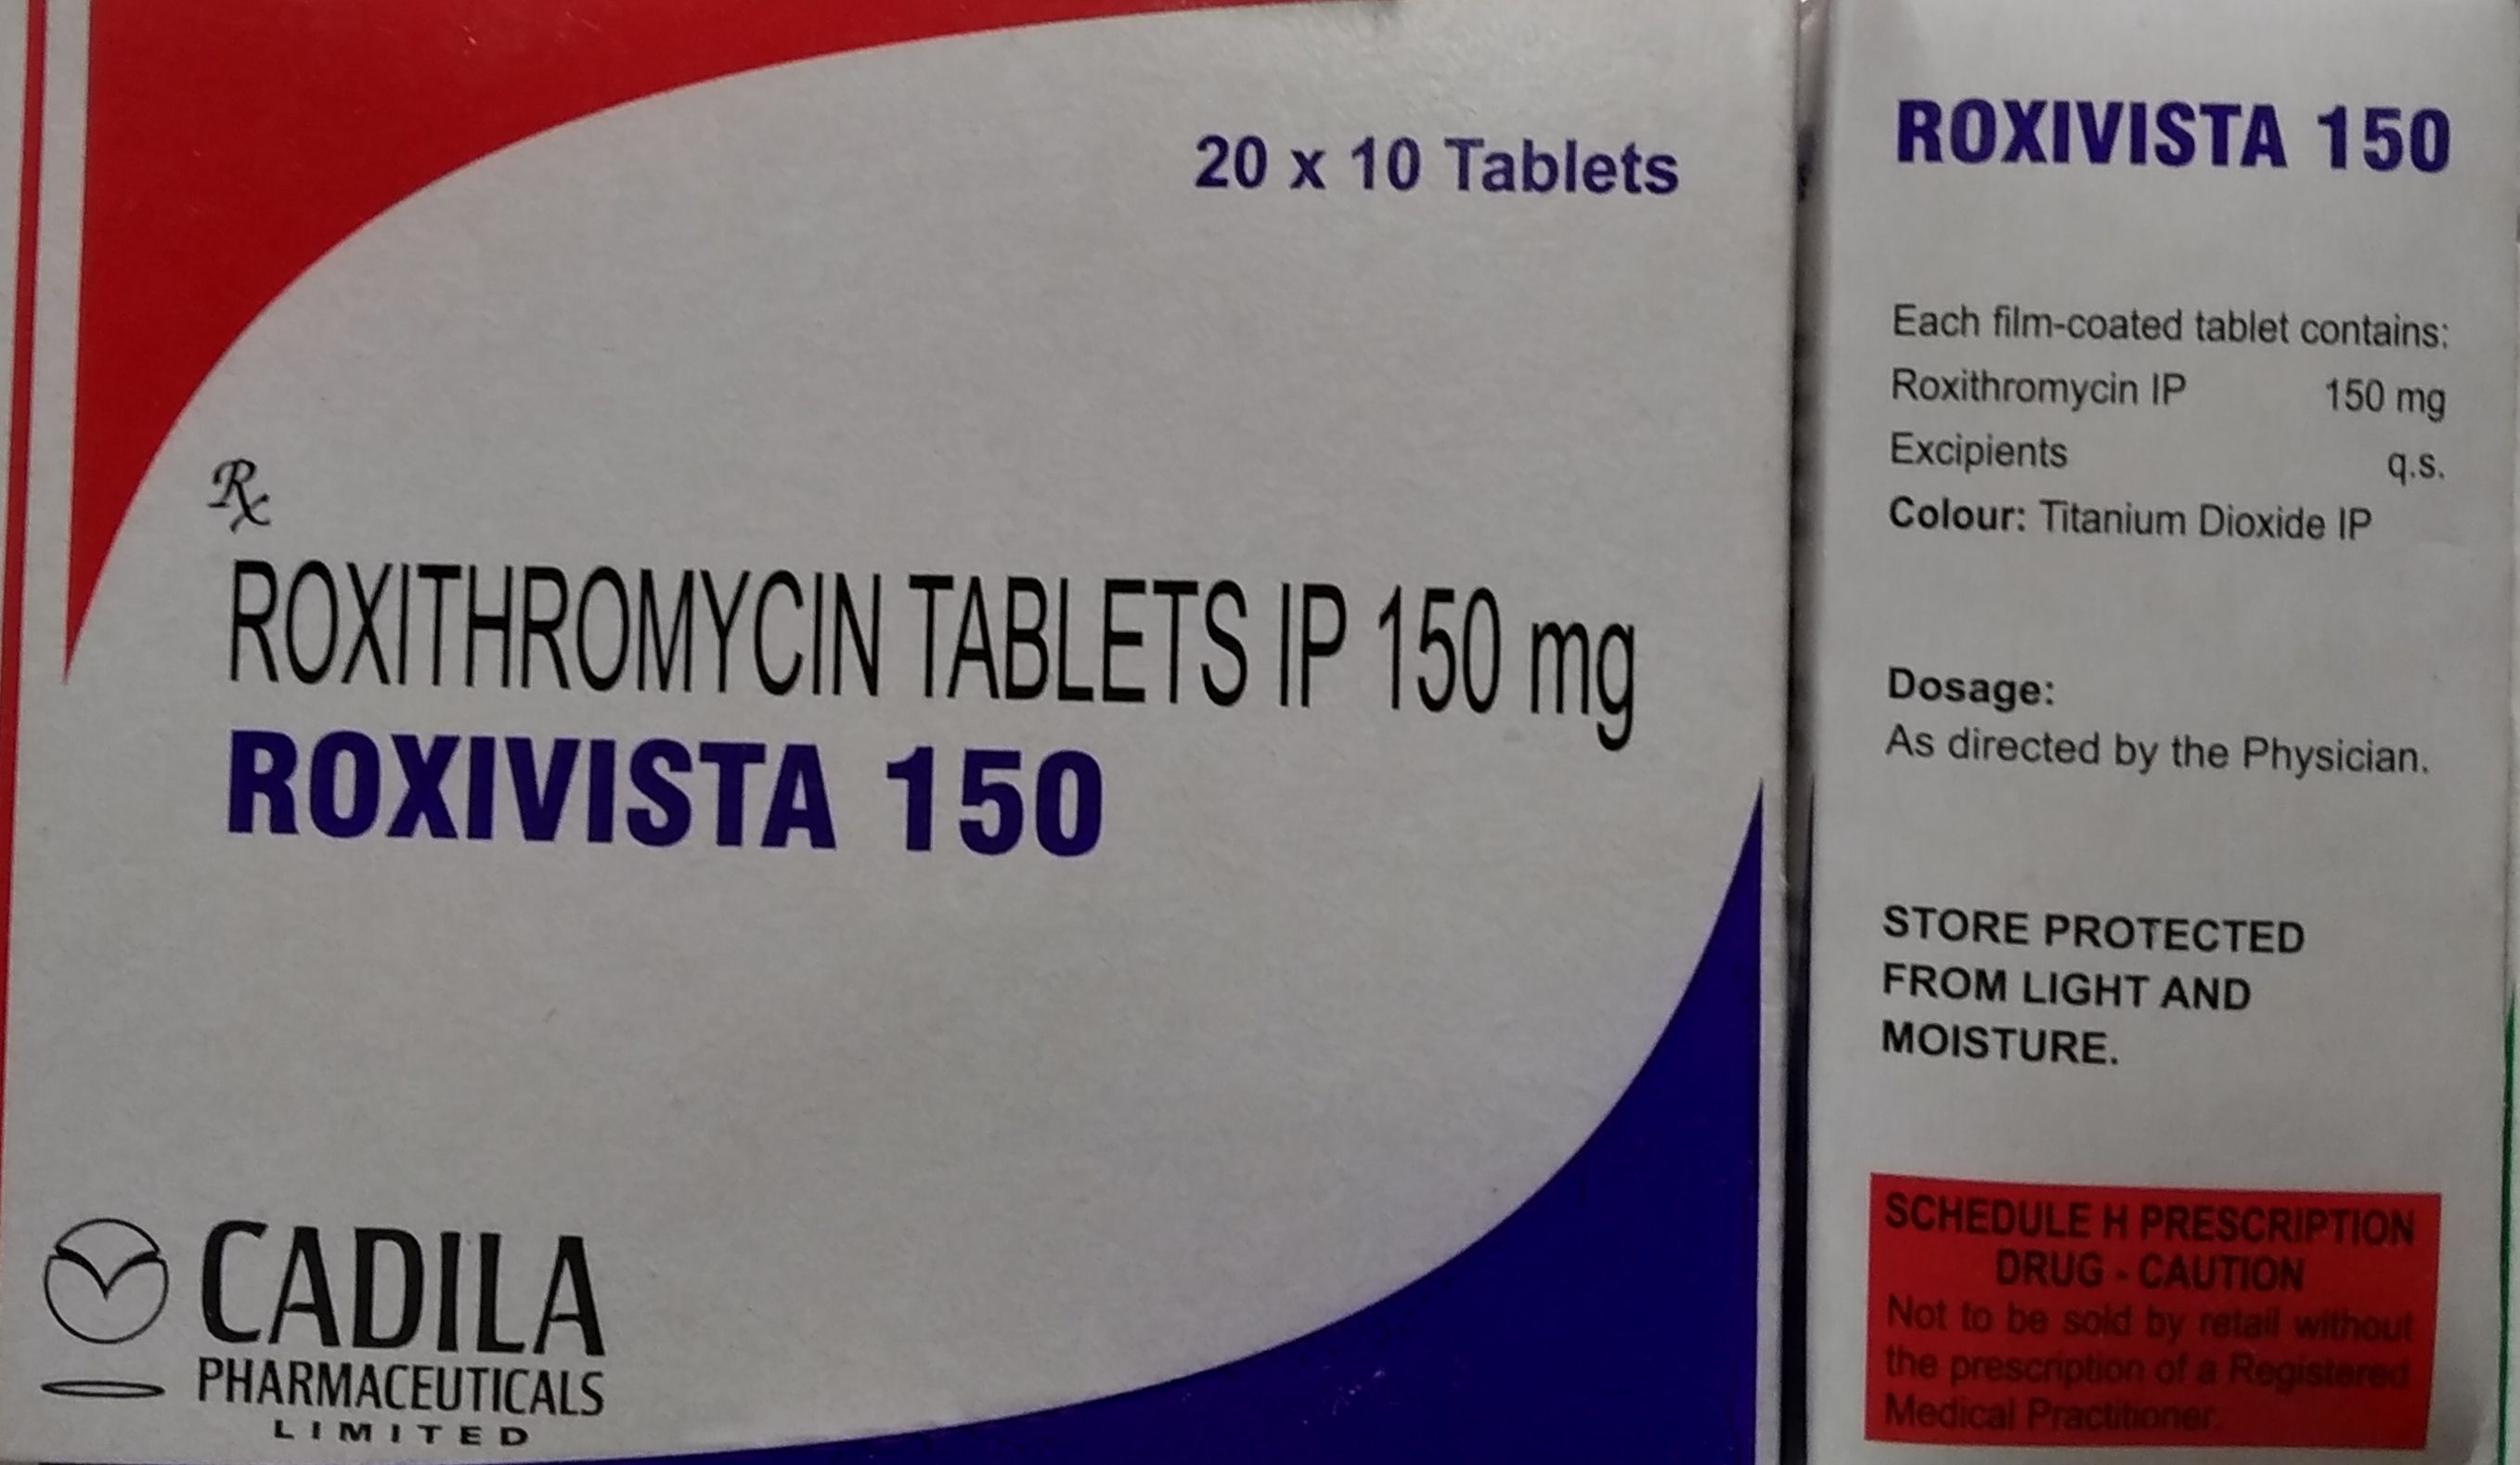 20 x 10 Tablets
Rx
ROXITHROMYCIN TABLETS IP 150 mg
ROXIVISTA 150
CADILA
PHARMACEUTICALS
LIMITED
ROXIVISTA 150
Each film-coated tablet contains:
Roxithromycin IP 150 mg
Excipients q.s.
Colour: Titanium Dioxide IP
Dosage:
As directed by the Physician.
STORE PROTECTED
FROM LIGHT AND
MOISTURE.
SCHEDULE H PRESCRIPTION
DRUG - CAUTION
Not to be sold by retail without
the prescription of a Registered
Medical Practitioner.